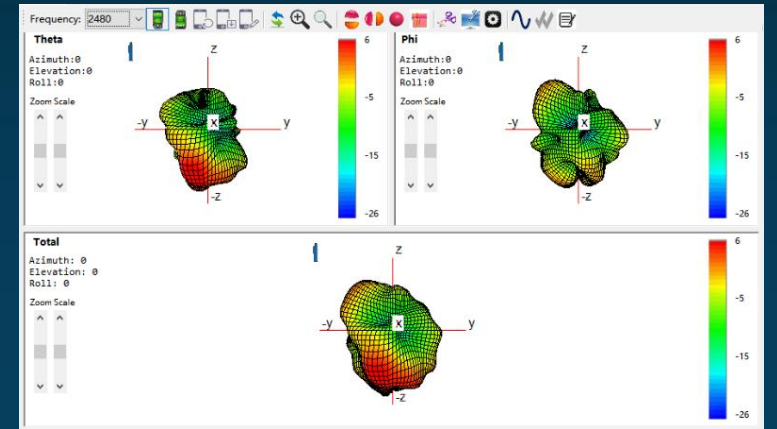 Frequency: 2480
Theta
Azimuth:0
Elevation:0
Roll:0
Zoom Scale
z
-y
x
y
-z
6
-5
-15
-26
Phi
Azimuth:0
Elevation:0
Roll:0
Zoom Scale
z
-y
x
y
-z
6
-5
-15
-26
Total
Azimuth: 0
Elevation: 0
Roll: 0
Zoom Scale
z
-y
x
y
-z
6
-5
-15
-26